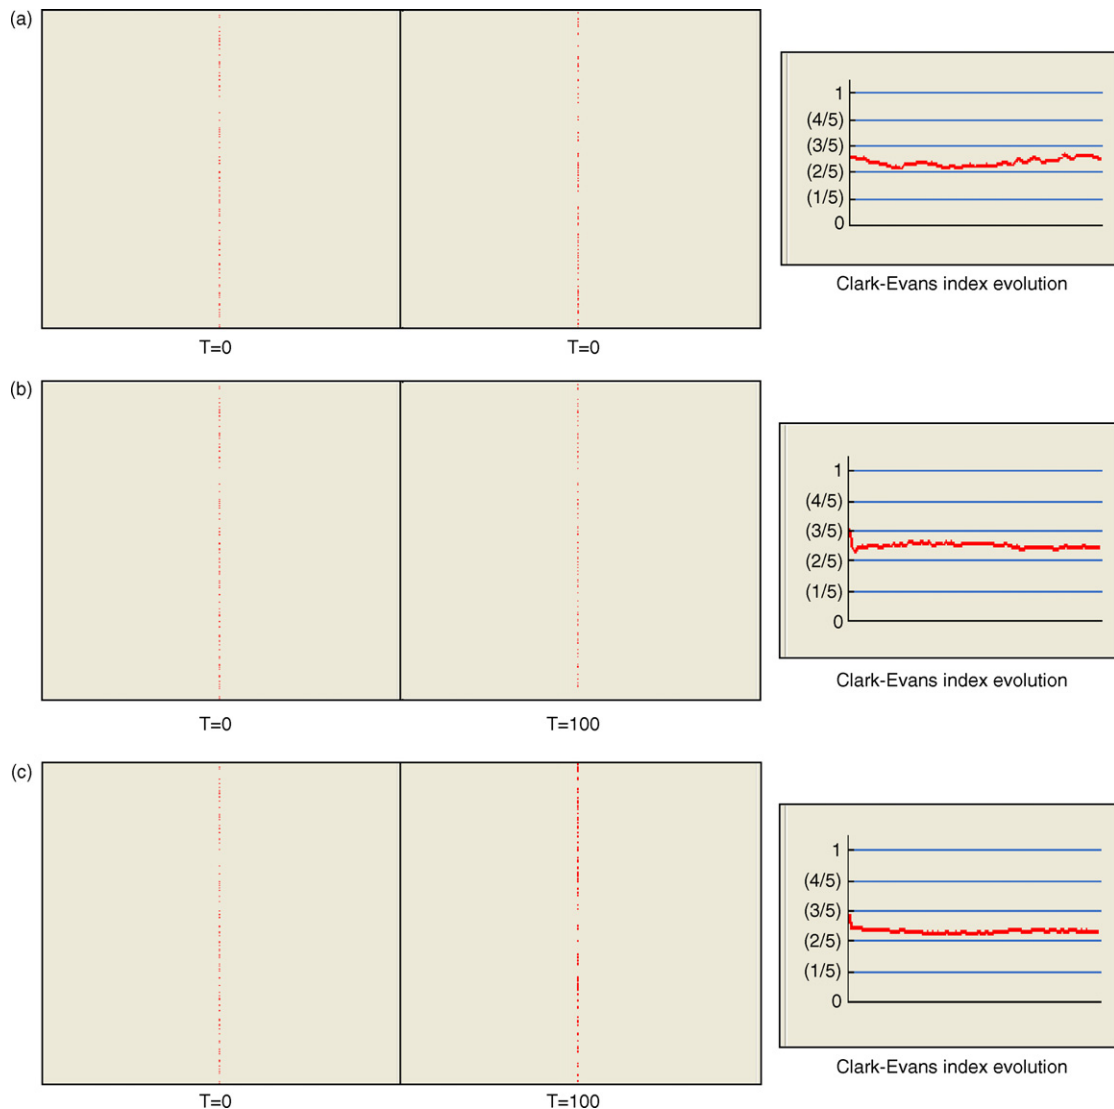 (a)
T=0
T=0
1
(4/5)
(3/5)
(2/5)
(1/5)
0
Clark-Evans index evolution
(b)
T=0
T=100
1
(4/5)
(3/5)
(2/5)
(1/5)
0
Clark-Evans index evolution
(c)
T=0
T=100
1
(4/5)
(3/5)
(2/5)
(1/5)
0
Clark-Evans index evolution